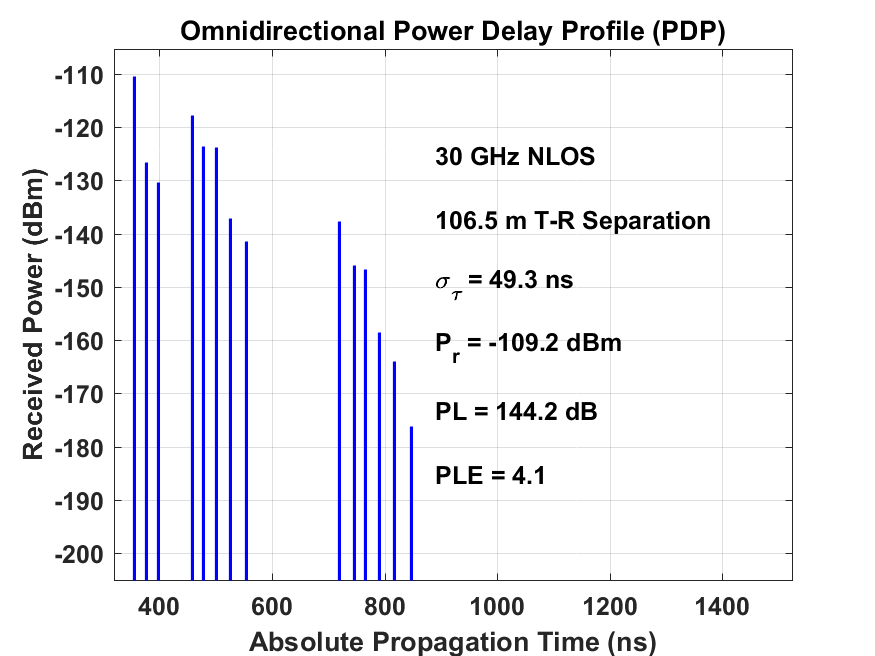 Omnidirectional Power Delay Profile (PDP)
-110
-120
-130
-140
-150
-160
-170
-180
-190
-200
Received Power (dBm)
30 GHz NLOS
106.5 m T-R Separation
σ_τ = 49.3 ns
P_r = -109.2 dBm
PL = 144.2 dB
PLE = 4.1
400 600 800 1000 1200 1400
Absolute Propagation Time (ns)